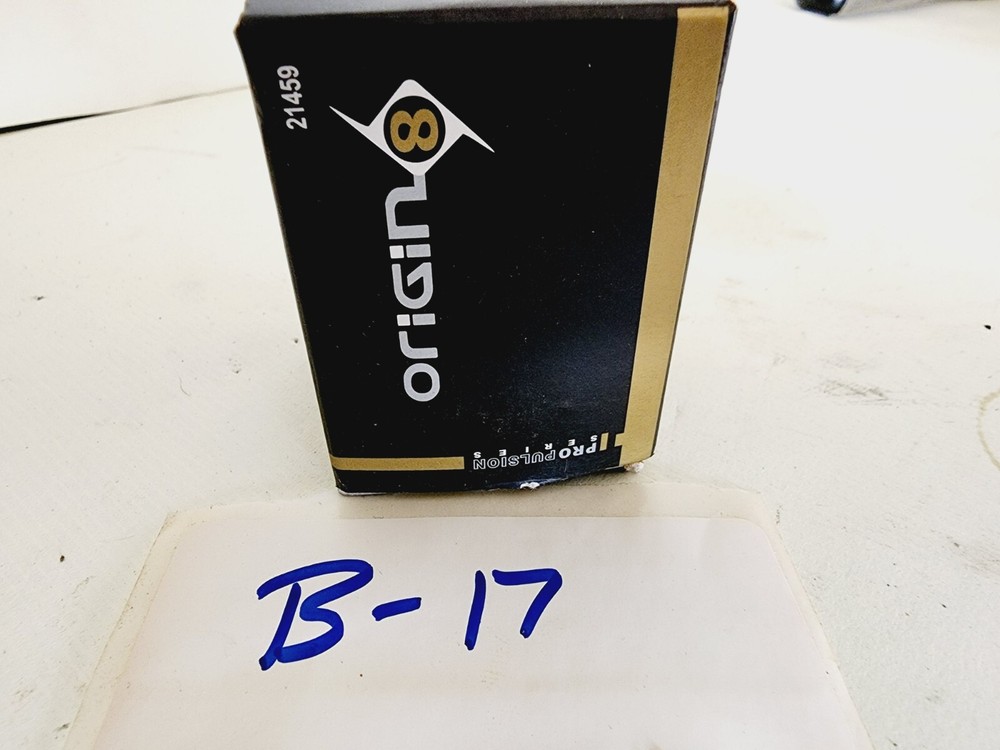 21459
ORIGIN8
PROPULSION
SERIES
B-17